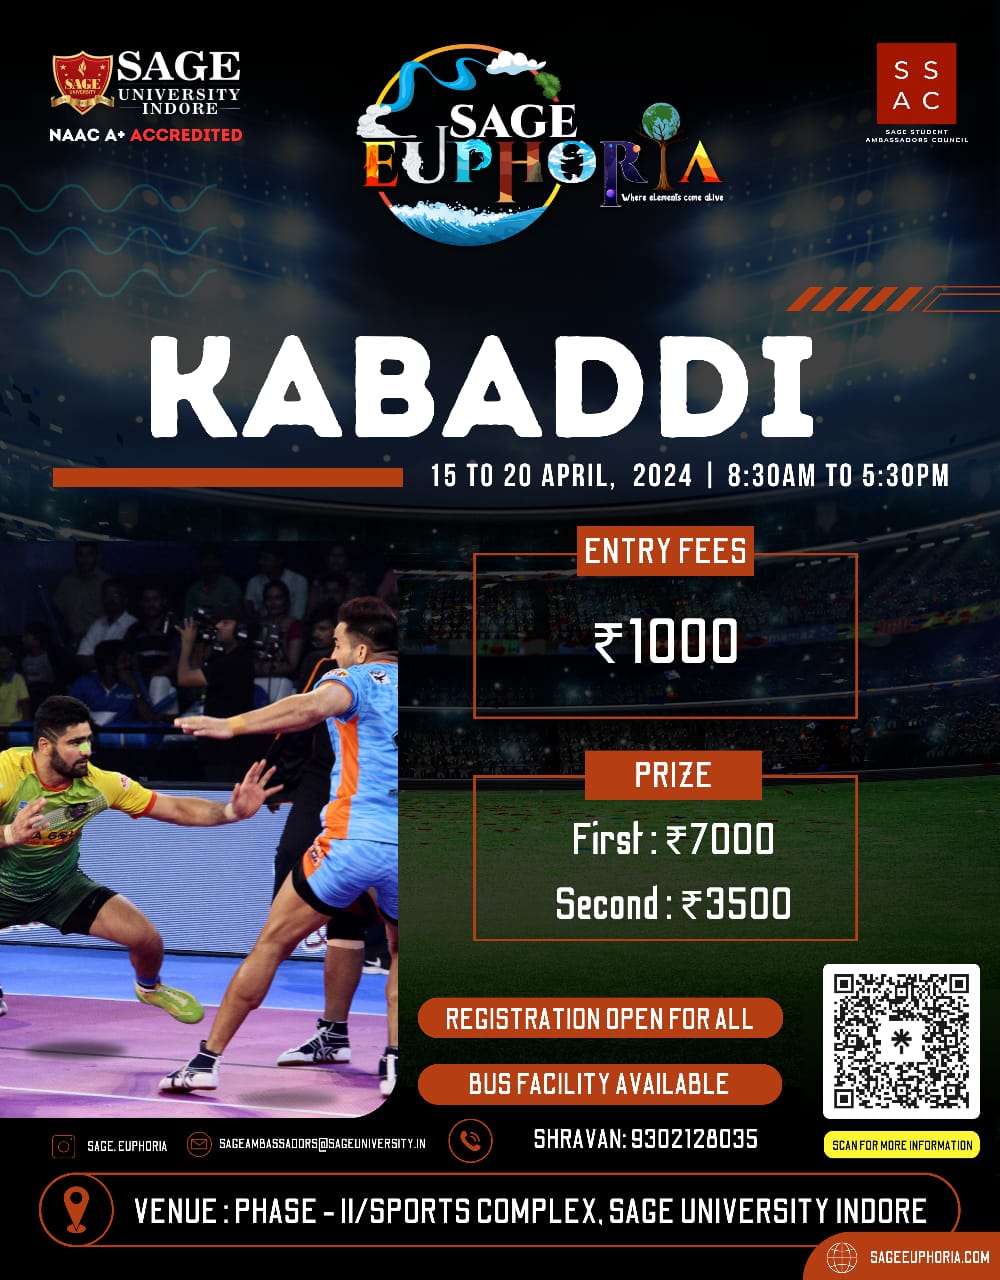 SAGE
UNIVERSITY
INDORE
NAAC A+ ACCREDITED
SAGE
UNIVERSITY
SAGE
EUPHORIA
Where elements come alive
S S
A C
SAGE STUDENT
AMBASSADORS COUNCIL
KABADDI
15 TO 20 APRIL, 2024 | 8:30AM TO 5:30PM
ENTRY FEES
₹1000
PRIZE
First : ₹7000
Second : ₹3500
REGISTRATION OPEN FOR ALL
BUS FACILITY AVAILABLE
SAGE. EUPHORIA
SAGEAMBASSADORS@SAGEUNIVERSITY.IN
SHRAVAN: 9302128035
SCAN FOR MORE INFORMATION
VENUE : PHASE - II/SPORTS COMPLEX, SAGE UNIVERSITY INDORE
SAGEEUPHORIA.COM